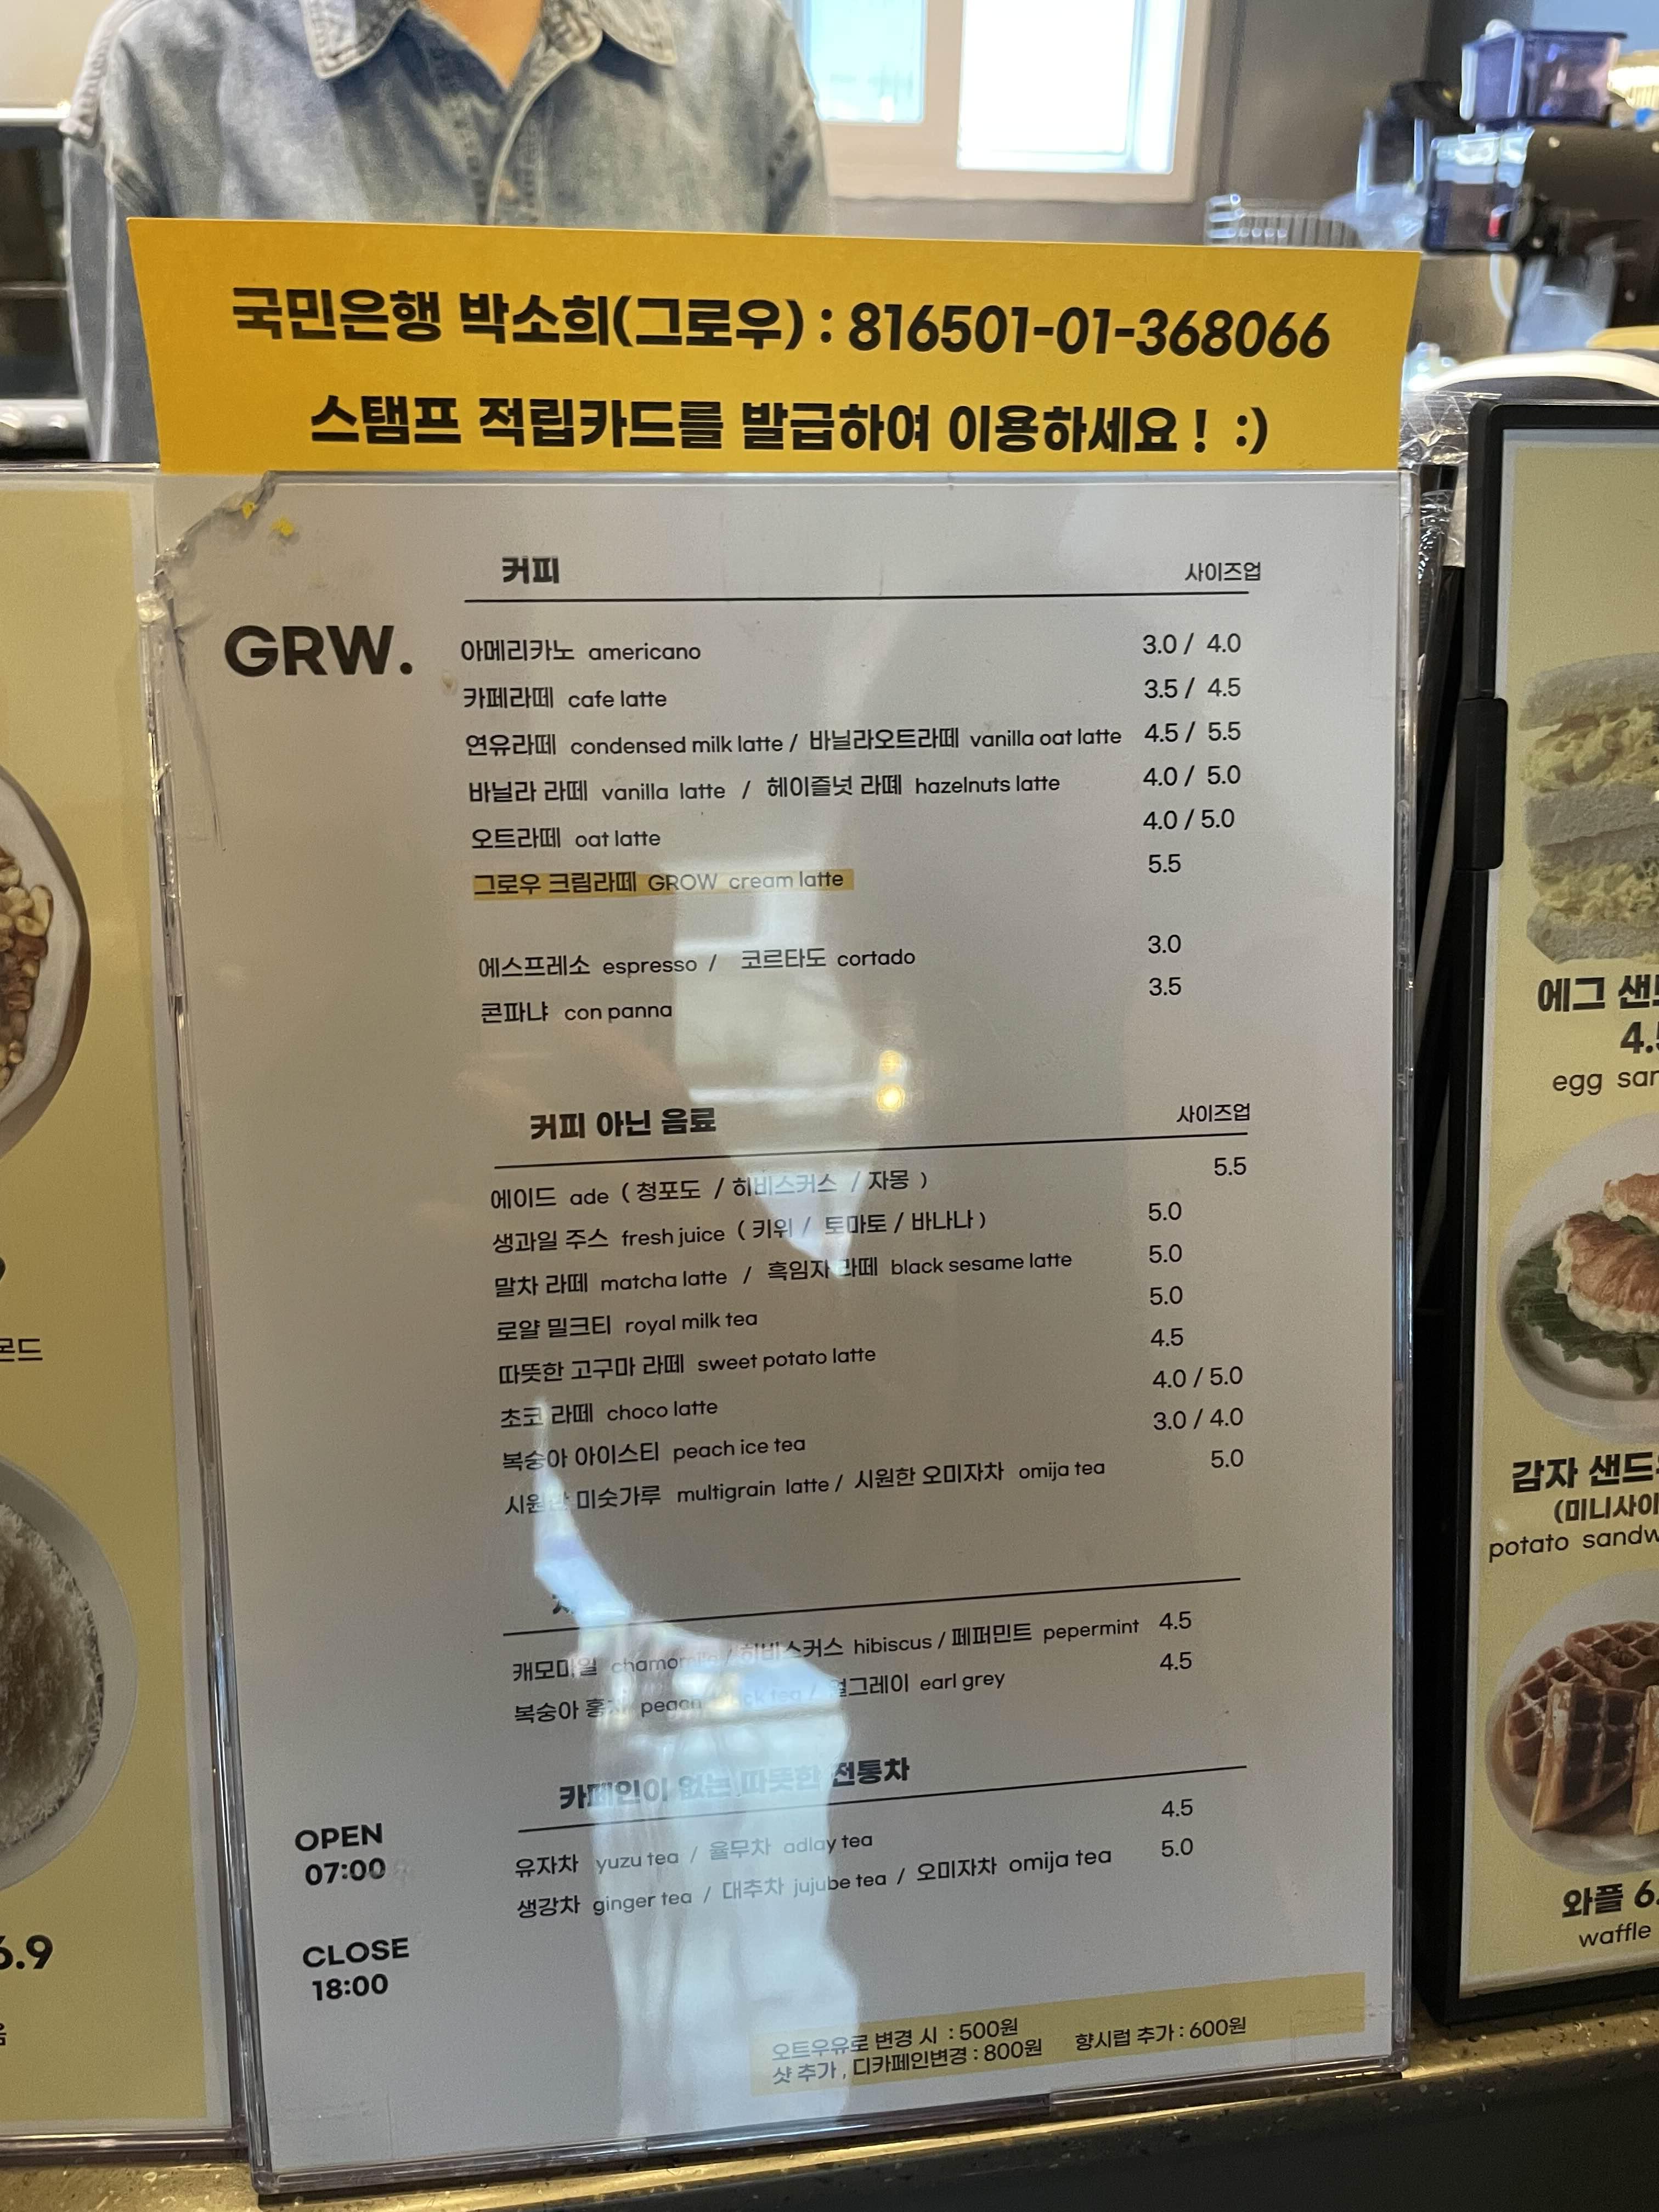 국민은행 박소희(그로우) : 816501-01-368066
스탬프 적립카드를 발급하여 이용하세요 ! :)
GRW.
커피 사이즈업
아메리카노 americano 3.0 / 4.0
카페라떼 cafe latte 3.5 / 4.5
연유라떼 condensed milk latte / 바닐라오트라떼 vanilla oat latte 4.5 / 5.5
바닐라 라떼 vanilla latte / 헤이즐넛 라떼 hazelnuts latte 4.0 / 5.0
오트라떼 oat latte 4.0 / 5.0
그로우 크림라떼 GROW cream latte 5.5
에스프레소 espresso / 코르타도 cortado 3.0
콘파냐 con panna 3.5
커피 아닌 음료 사이즈업
에이드 ade ( 청포도 / 히비스커스 / 자몽 ) 5.5
생과일 주스 fresh juice ( 키위 / 토마토 / 바나나 ) 5.0
말차 라떼 matcha latte / 흑임자 라떼 black sesame latte 5.0
로얄 밀크티 royal milk tea 5.0
따뜻한 고구마 라떼 sweet potato latte 4.5
초코 라떼 choco latte 4.0 / 5.0
복숭아 아이스티 peach ice tea 3.0 / 4.0
시원한 미숫가루 multigrain latte / 시원한 오미자차 omija tea 5.0
캐모마일 chamomile / 히비스커스 hibiscus / 페퍼민트 pepermint 4.5
복숭아 홍차 peach black tea / 얼그레이 earl grey 4.5
카페인이 없는 따뜻한 전통차
유자차 yuzu tea / 율무차 adlay tea 4.5
생강차 ginger tea / 대추차 jujube tea / 오미자차 omija tea 5.0
OPEN
07:00
CLOSE
18:00
오트우유로 변경 시 : 500원 향시럽 추가 : 600원
샷 추가 , 디카페인변경 : 800원
몬드
6.9
에그
egg
감자
potato
와플
waffle